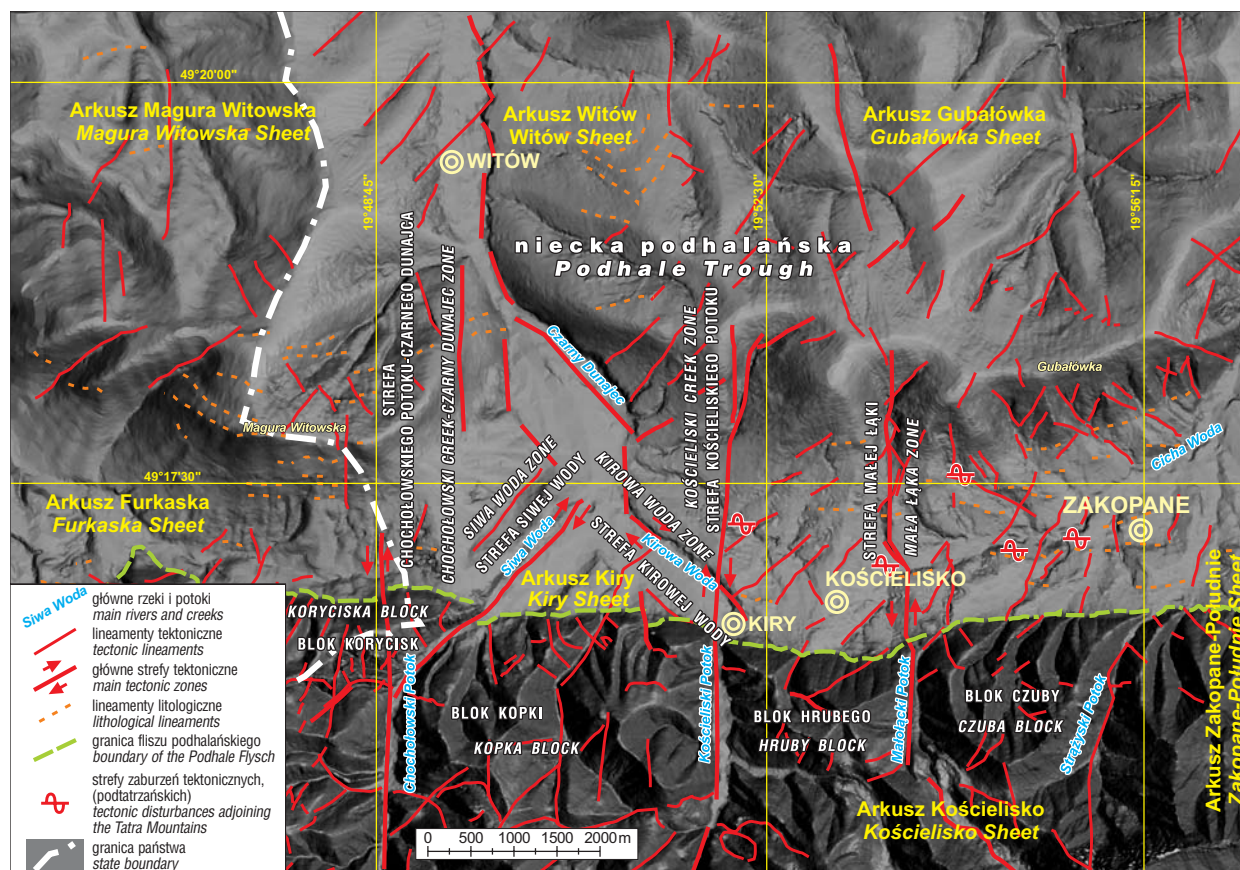 49°20'00"
Arkusz Magura Witowska
Magura Witowska Sheet
Arkusz Witów
Witów Sheet
Arkusz Gubałówka
Gubałówka Sheet
WITÓW
19°48'45"
19°52'30"
19°56'15"
niecka podhalańska
Podhale Trough
STREFA
CHOCHOŁOWSKIEGO POTOKU-CZARNEGO DUNAJCA
CHOCHOŁOWSKI CREEK-CZARNY DUNAJEC ZONE
Czarny Dunajec
KOŚCIELISKI CREEK ZONE
STREFA KOŚCIELISKIEGO POTOKU
Gubałówka
Magura Witowska
STREFA MAŁEJ ŁĄKI
MAŁA ŁĄKA ZONE
Cicha Woda
49°17'30"
Arkusz Furkaska
Furkaska Sheet
SIWA WODA ZONE
STREFA SIWEJ WODY
Siwa Woda
KIROWA WODA ZONE
Kirowa Woda
STREFA
KIROWEJ WODY
ZAKOPANE
Arkusz Kiry
Kiry Sheet
KOŚCIELISKO
KIRY
Arkusz Zakopane-Południe
Zakopane-Południe Sheet
KORYCISKA BLOCK
BLOK KORYCISK
Chochołowski Potok
BLOK KOPKI
KOPKA BLOCK
Kościeliski Potok
BLOK HRUBEGO
HRUBY BLOCK
Małołącki Potok
BLOK CZUBY
CZUBA BLOCK
Strążyski Potok
Arkusz Kościelisko
Kościelisko Sheet
Siwa Woda
główne rzeki i potoki
main rivers and creeks
lineamenty tektoniczne
tectonic lineaments
główne strefy tektoniczne
main tectonic zones
lineamenty litologiczne
lithological lineaments
granica fliszu podhalańskiego
boundary of the Podhale Flysch
strefy zaburzeń tektonicznych,
(podtatrzańskich)
tectonic disturbances adjoining
the Tatra Mountains
granica państwa
state boundary
0 500 1000 1500 2000 m